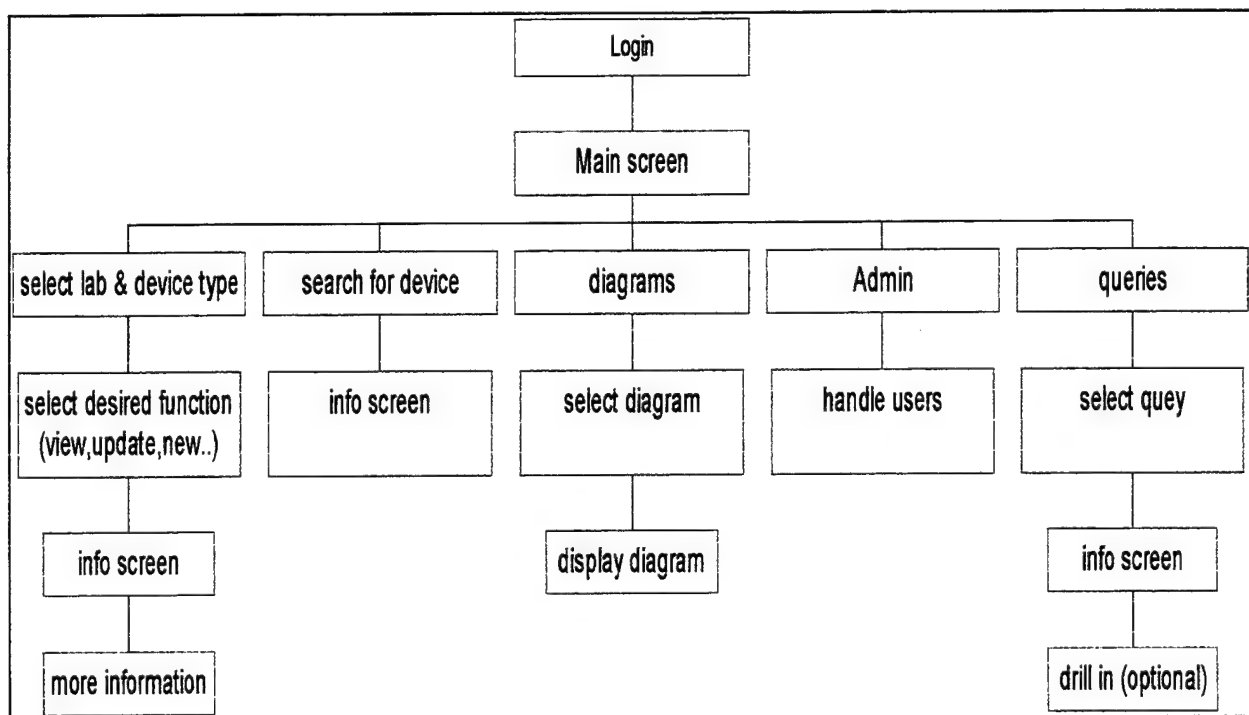 Login
Main screen
select lab & device type
search for device
diagrams
Admin
queries
select desired function
(view,update,new..)
info screen
select diagram
handle users
select quey
info screen
display diagram
info screen
more information
drill in (optional)